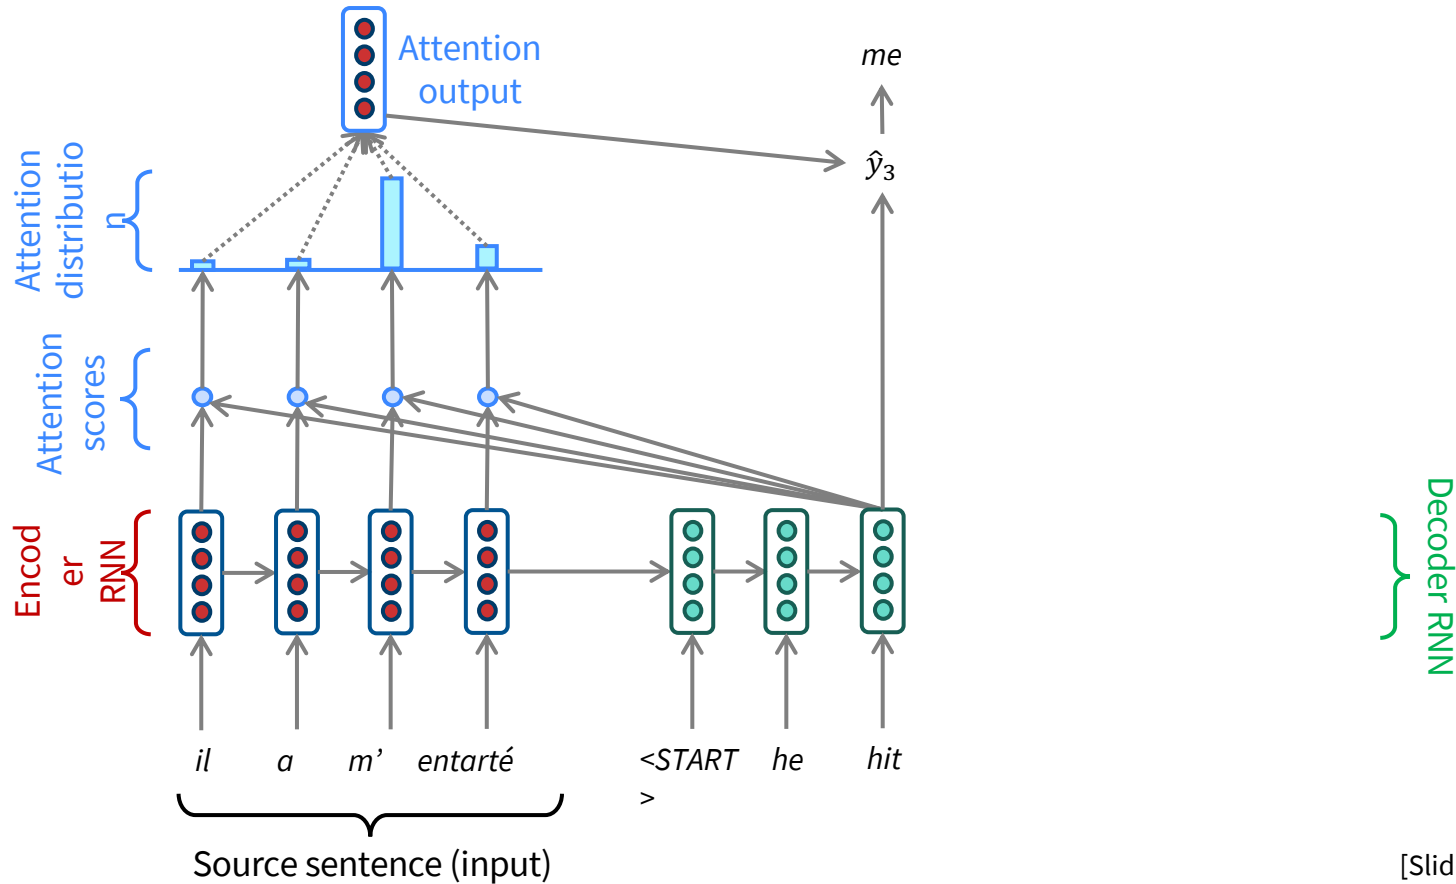 Attention
output
me
ŷ₃
Attention
distributio
n
Attention
scores
Encod
er
RNN
Decoder RNN
il a m’ entarté <START he hit
>
Source sentence (input)
[Slid